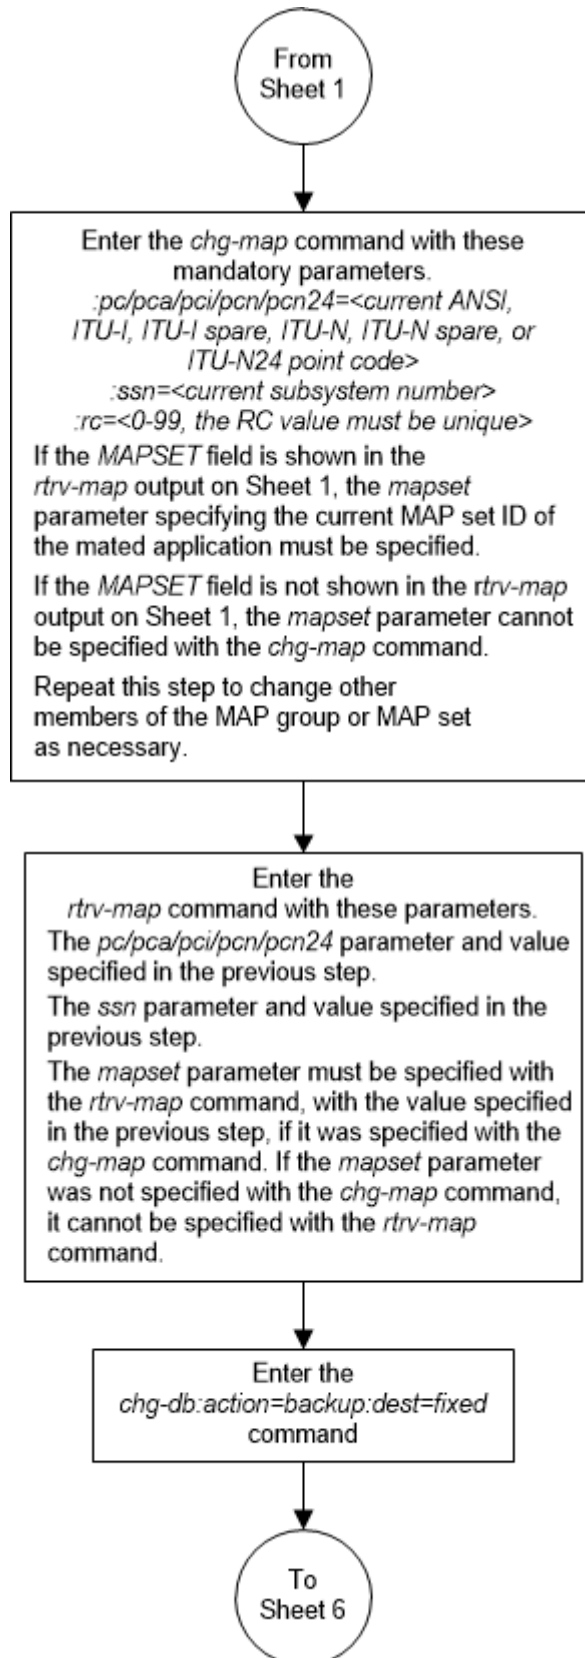 From
Sheet 1
Enter the chg-map command with these
mandatory parameters.
:pc/pca/pci/pcn/pcn24=<current ANSI,
ITU-I, ITU-I spare, ITU-N, ITU-N spare, or
ITU-N24 point code>
:ssn=<current subsystem number>
:rc=<0-99, the RC value must be unique>
If the MAPSET field is shown in the
rtrv-map output on Sheet 1, the mapset
parameter specifying the current MAP set ID of
the mated application must be specified.
If the MAPSET field is not shown in the rtrv-map
output on Sheet 1, the mapset parameter cannot
be specified with the chg-map command.
Repeat this step to change other
members of the MAP group or MAP set
as necessary.
Enter the
rtrv-map command with these parameters.
The pc/pca/pci/pcn/pcn24 parameter and value
specified in the previous step.
The ssn parameter and value specified in the
previous step.
The mapset parameter must be specified with
the rtrv-map command, with the value specified
in the previous step, if it was specified with the
chg-map command. If the mapset parameter
was not specified with the chg-map command,
it cannot be specified with the rtrv-map
command.
Enter the
chg-db:action=backup:dest=fixed
command
To
Sheet 6